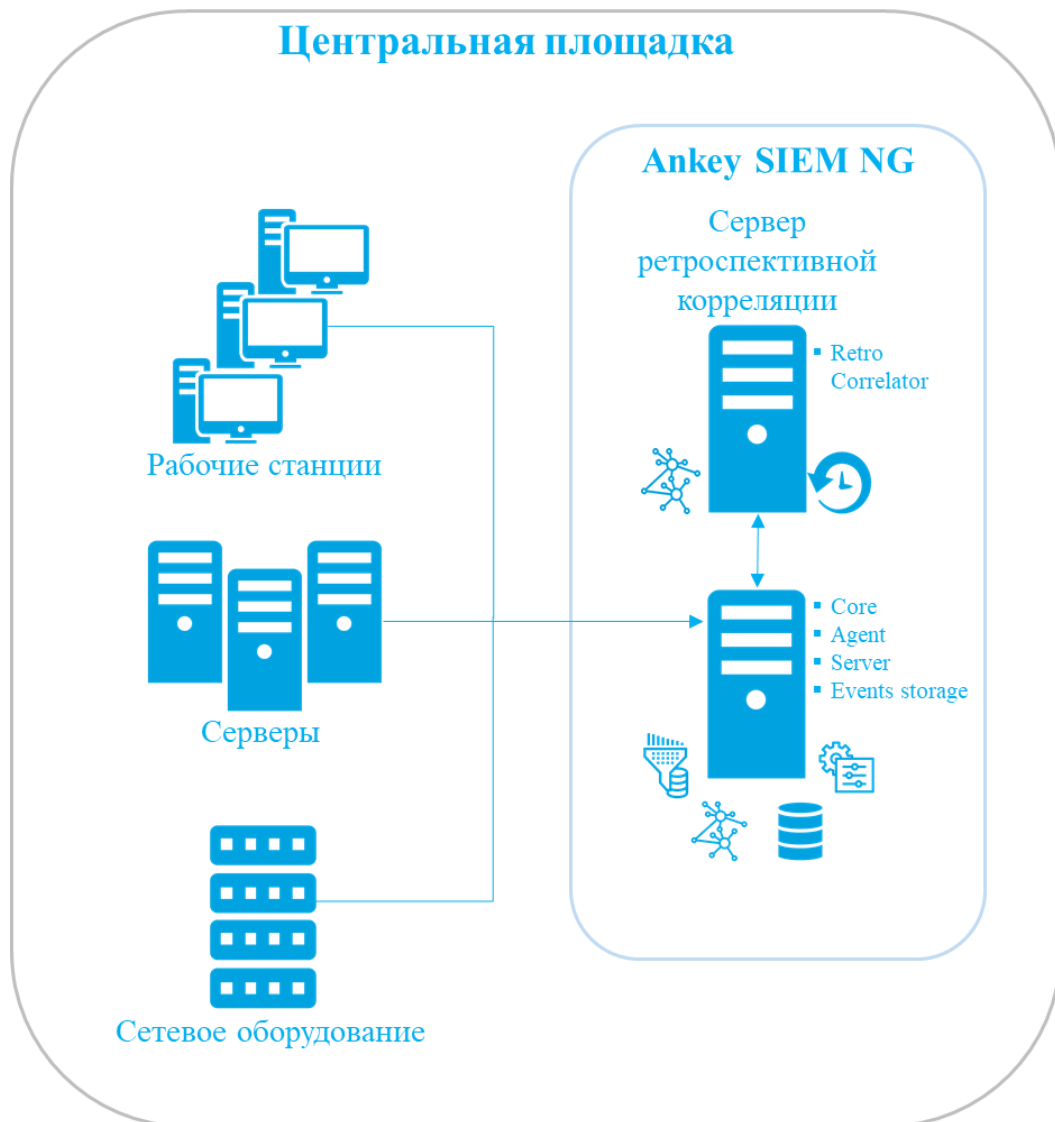 Центральная площадка
Ankey SIEM NG
Сервер
ретроспективной
корреляции
▪ Retro
Correlator
Рабочие станции
▪ Core
▪ Agent
▪ Server
▪ Events storage
Серверы
Сетевое оборудование